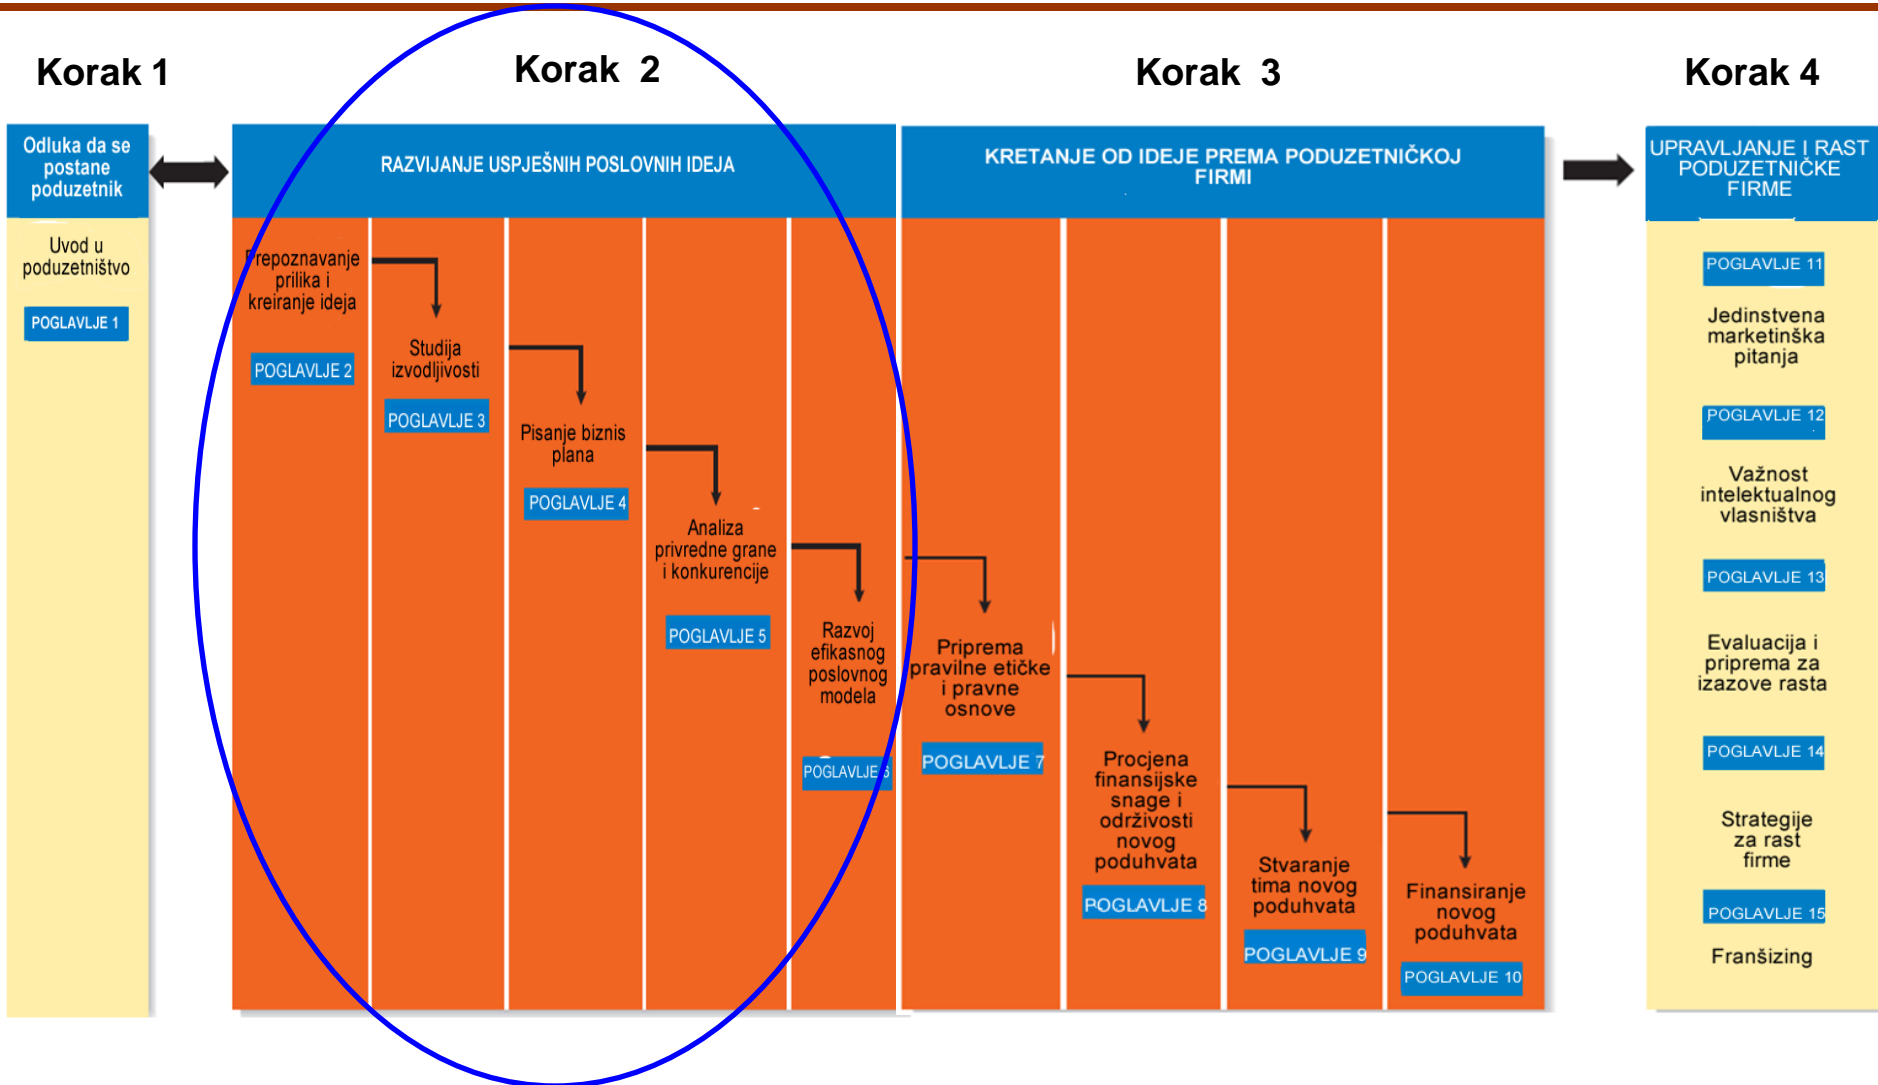 Korak 1
Korak 2
Korak 3
Korak 4
Odluka da se
postane
poduzetnik
RAZVIJANJE USPJEŠNIH POSLOVNIH IDEJA
KRETANJE OD IDEJE PREMA PODUZETNIČKOJ
FIRMI
UPRAVLJANJE I RAST
PODUZETNIČKE
FIRME
Uvod u
poduzetništvo
POGLAVLJE 1
Prepoznavanje
prilika i
kreiranje ideja
POGLAVLJE 2
Studija
izvodljivosti
POGLAVLJE 3
Pisanje biznis
plana
POGLAVLJE 4
Analiza
privredne grane
i konkurencije
POGLAVLJE 5
Razvoj
efikasnog
poslovnog
modela
POGLAVLJE 6
Priprema
pravilne etičke
i pravne
osnove
POGLAVLJE 7
Procjena
finansijske
snage i
održivosti
novog
poduhvata
POGLAVLJE 8
Stvaranje
tima novog
poduhvata
POGLAVLJE 9
Finansiranje
novog
poduhvata
POGLAVLJE 10
POGLAVLJE 11
Jedinstvena
marketinška
pitanja
POGLAVLJE 12
Važnost
intelektualnog
vlasništva
POGLAVLJE 13
Evaluacija i
priprema za
izazove rasta
POGLAVLJE 14
Strategije
za rast
firme
POGLAVLJE 15
Franšizing